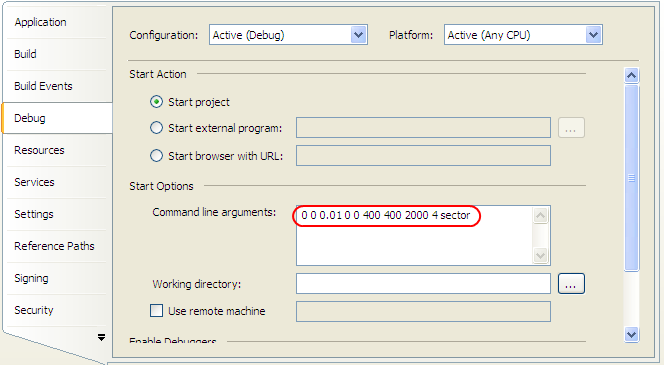 Application
Build
Build Events
Debug
Resources
Services
Settings
Reference Paths
Signing
Security
Configuration: Active (Debug) Platform: Active (Any CPU)
Start Action
Start project
Start external program: ...
Start browser with URL:
Start Options
Command line arguments: 0 0 0.01 0 0 400 400 2000 4 sector
Working directory: ...
Use remote machine
Enable Debuggers